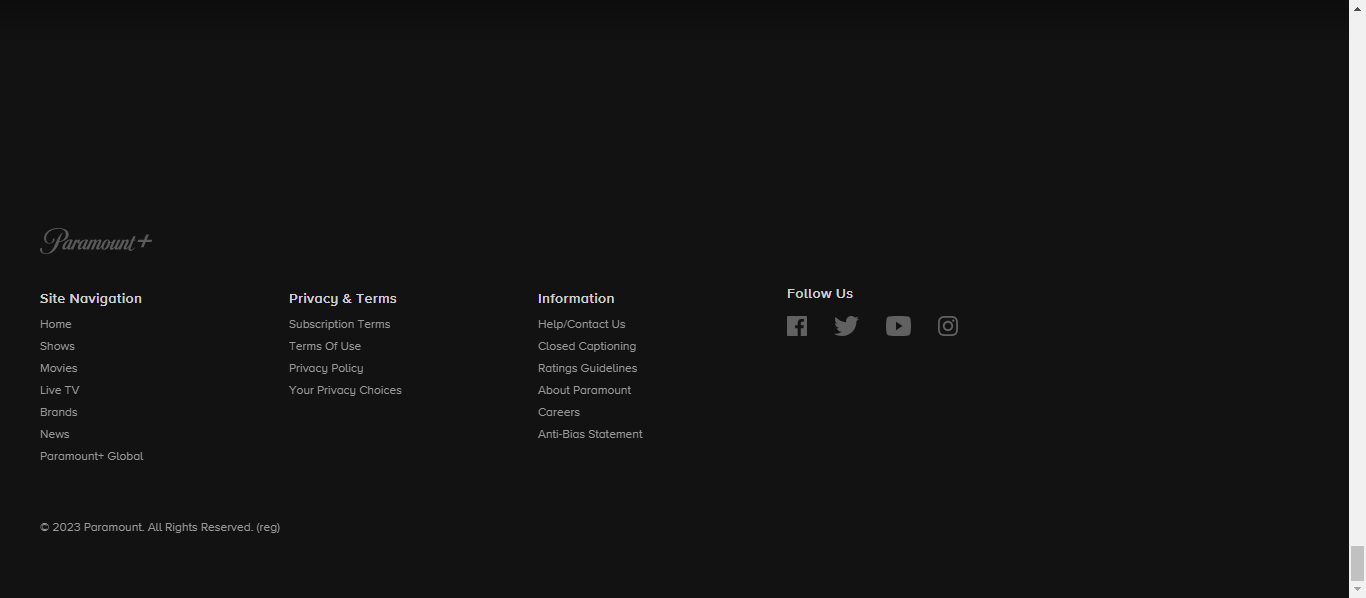 Paramount+
Site Navigation
Home
Shows
Movies
Live TV
Brands
News
Paramount+ Global
Privacy & Terms
Subscription Terms
Terms Of Use
Privacy Policy
Your Privacy Choices
Information
Help/Contact Us
Closed Captioning
Ratings Guidelines
About Paramount
Careers
Anti-Bias Statement
Follow Us
© 2023 Paramount. All Rights Reserved. (reg)